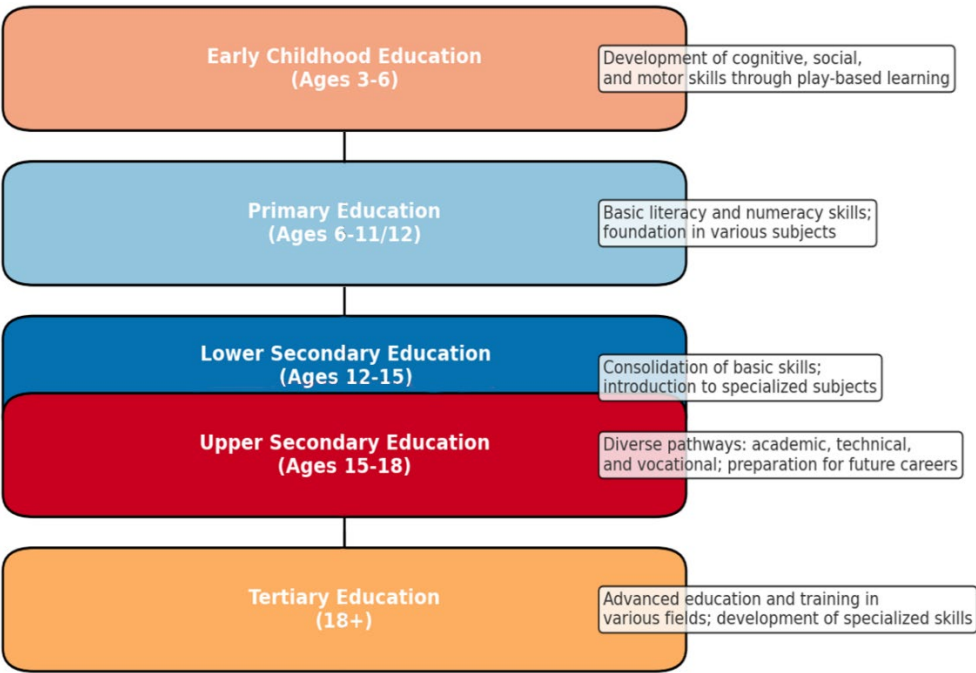 Early Childhood Education
(Ages 3-6)
Development of cognitive, social,
and motor skills through play-based learning
Primary Education
(Ages 6-11/12)
Basic literacy and numeracy skills;
foundation in various subjects
Lower Secondary Education
(Ages 12-15)
Consolidation of basic skills;
introduction to specialized subjects
Upper Secondary Education
(Ages 15-18)
Diverse pathways: academic, technical,
and vocational; preparation for future careers
Tertiary Education
(18+)
Advanced education and training in
various fields; development of specialized skills